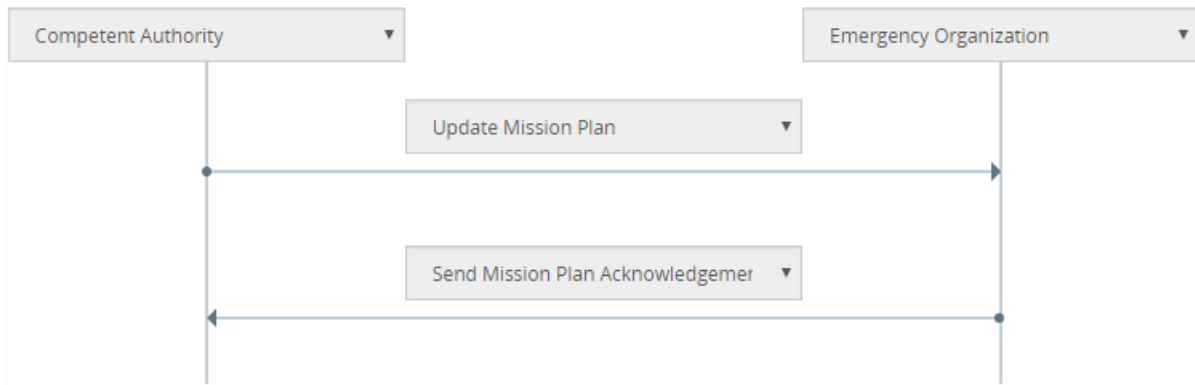 Competent Authority
Emergency Organization
Update Mission Plan
Send Mission Plan Acknowledgemer